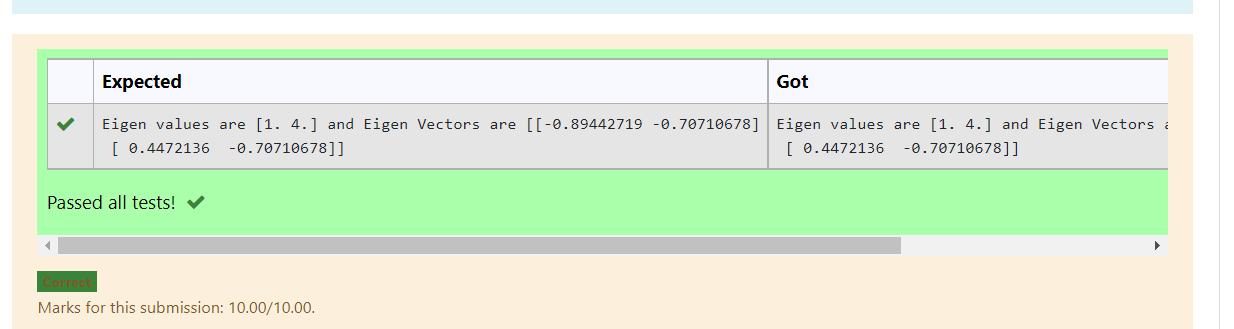 Expected Got
Eigen values are [1. 4.] and Eigen Vectors are [[-0.89442719 -0.70710678] Eigen values are [1. 4.] and Eigen Vectors
[ 0.4472136  -0.70710678]] [ 0.4472136  -0.70710678]]
Passed all tests!
Correct
Marks for this submission: 10.00/10.00.